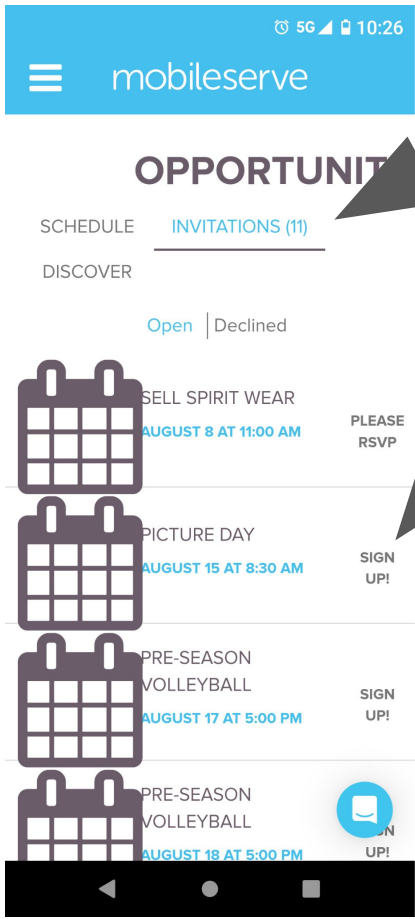 5G 10:26
mobileserve
OPPORTUNIT
SCHEDULE INVITATIONS (11)
DISCOVER
Open Declined
SELL SPIRIT WEAR
AUGUST 8 AT 11:00 AM
PLEASE
RSVP
PICTURE DAY
AUGUST 15 AT 8:30 AM
SIGN
UP!
PRE-SEASON
VOLLEYBALL
AUGUST 17 AT 5:00 PM
SIGN
UP!
PRE-SEASON
VOLLEYBALL
AUGUST 18 AT 5:00 PM
UP!